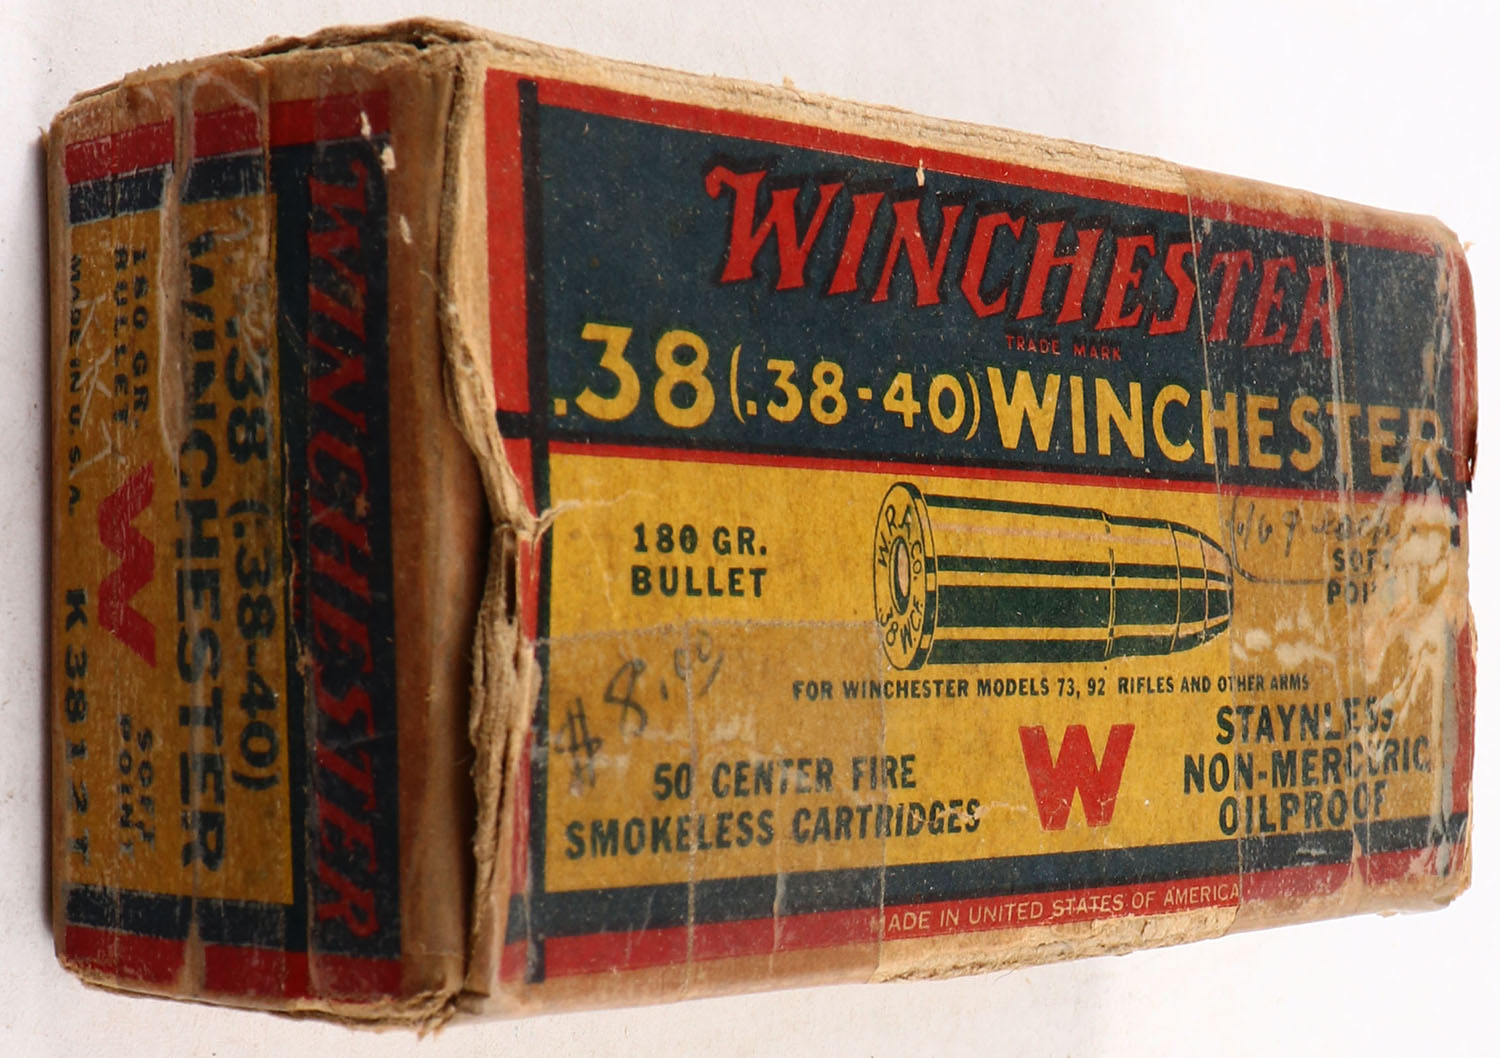 WINCHESTER
TRADE MARK
.38 (.38-40) WINCHESTER
180 GR.
BULLET
W.R.A. Co.
.38 W.C.F.
SOFT
POINT
FOR WINCHESTER MODELS 73, 92 RIFLES AND OTHER ARMS
# 8.00
50 CENTER FIRE
SMOKELESS CARTRIDGES
W
STAYNLESS
NON-MERCURIC
OILPROOF
MADE IN UNITED STATES OF AMERICA
WINCHESTER
.38 (.38-40)
WINCHESTER
180 GR.
BULLET
W
SOFT
POINT
MADE IN U.S.A.
K 3812 T